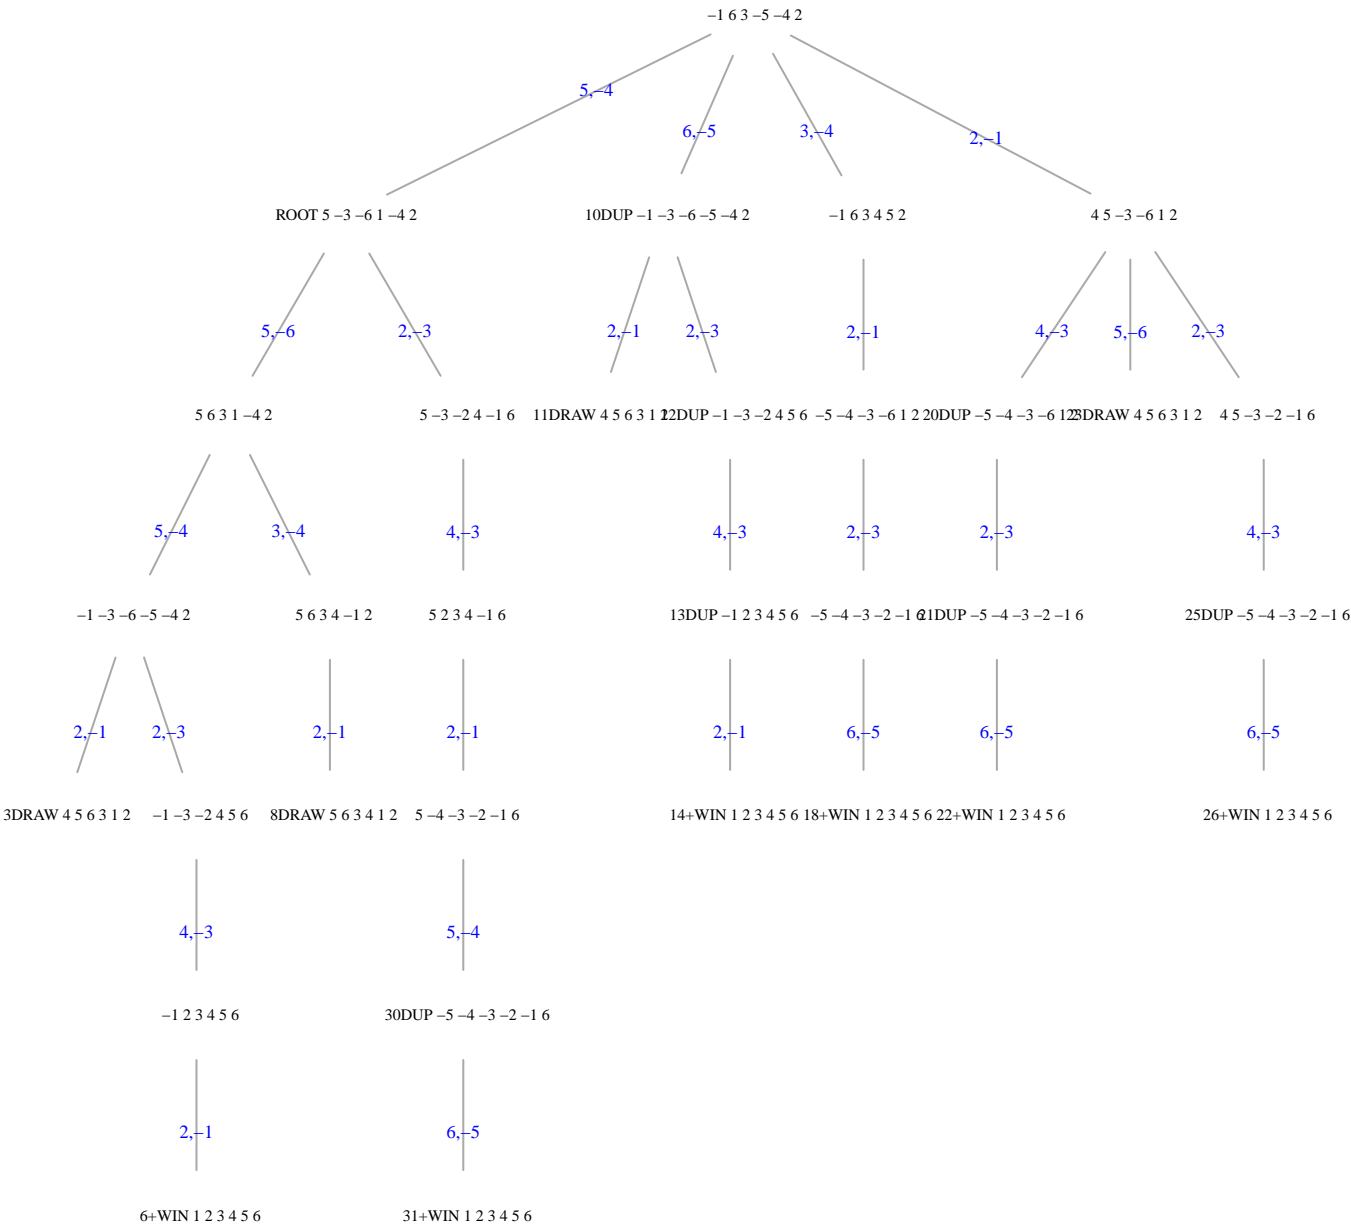 −1 6 3 −5 −4 2
5,−4
6,−5
3,−4
2,−1
ROOT 5 −3 −6 1 −4 2
10DUP −1 −3 −6 −5 −4 2
−1 6 3 4 5 2
4 5 −3 −6 1 2
5,−6
2,−3
2,−1
2,−3
2,−1
4,−3
5,−6
2,−3
5 6 3 1 −4 2
5 −3 −2 4 −1 6
11DRAW 4 5 6 3 1 2
12DUP −1 −3 −2 4 5 6
−5 −4 −3 −6 1 2
20DUP −5 −4 −3 −6 1 2
23DRAW 4 5 6 3 1 2
4 5 −3 −2 −1 6
5,−4
3,−4
4,−3
4,−3
2,−3
2,−3
4,−3
−1 −3 −6 −5 −4 2
5 6 3 4 −1 2
5 2 3 4 −1 6
13DUP −1 2 3 4 5 6
−5 −4 −3 −2 −1 6
21DUP −5 −4 −3 −2 −1 6
25DUP −5 −4 −3 −2 −1 6
2,−1
2,−3
2,−1
2,−1
2,−1
6,−5
6,−5
6,−5
3DRAW 4 5 6 3 1 2
−1 −3 −2 4 5 6
8DRAW 5 6 3 4 1 2
5 −4 −3 −2 −1 6
14+WIN 1 2 3 4 5 6
18+WIN 1 2 3 4 5 6
22+WIN 1 2 3 4 5 6
26+WIN 1 2 3 4 5 6
4,−3
5,−4
−1 2 3 4 5 6
30DUP −5 −4 −3 −2 −1 6
2,−1
6,−5
6+WIN 1 2 3 4 5 6
31+WIN 1 2 3 4 5 6